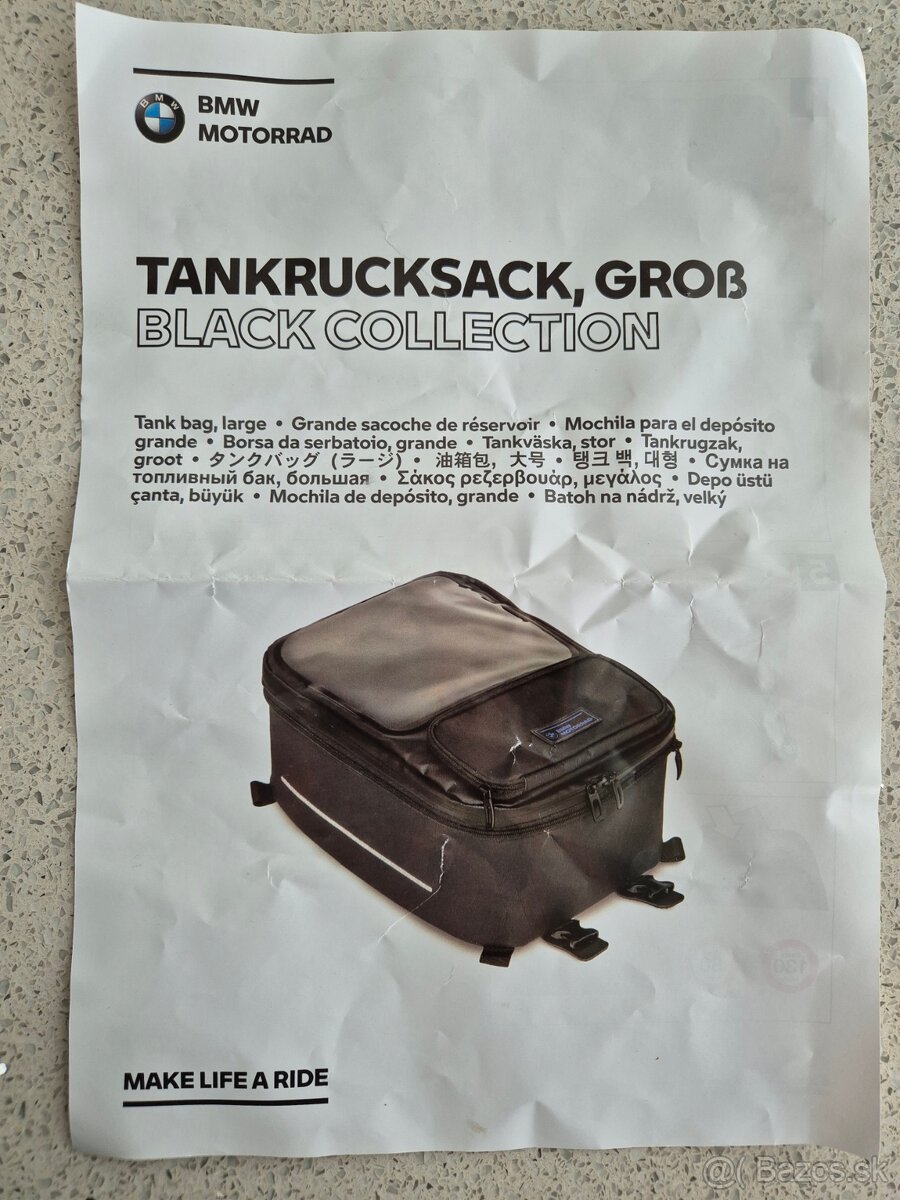 BMW
BMW
MOTORRAD
TANKRUCKSACK, GROß
BLACK COLLECTION
Tank bag, large • Grande sacoche de réservoir • Mochila para el depósito
grande • Borsa da serbatoio, grande • Tankväska, stor • Tankrugzak,
groot • タンクバッグ (ラージ) • 油箱包，大号 • 탱크 백, 대형 • Сумка на
топливный бак, большая • Σάκος ρεζερβουάρ, μεγάλος • Depo üstü
çanta, büyük • Mochila de depósito, grande • Batoh na nádrž, velký
BMW
MOTORRAD
MAKE LIFE A RIDE
@( Bazos.sk